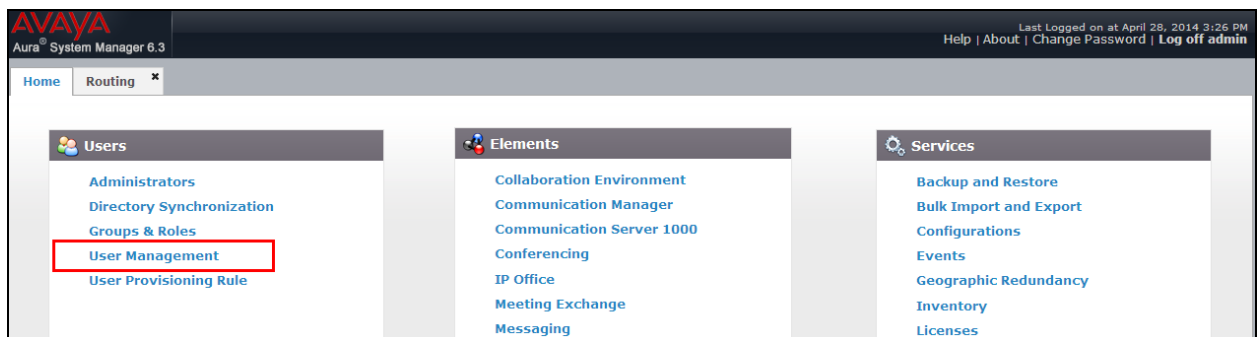 AVAYA
Aura® System Manager 6.3
Last Logged on at April 28, 2014 3:26 PM
Help | About | Change Password | Log off admin
Home
Routing ×
Users
Administrators
Directory Synchronization
Groups & Roles
User Management
User Provisioning Rule
Elements
Collaboration Environment
Communication Manager
Communication Server 1000
Conferencing
IP Office
Meeting Exchange
Messaging
Services
Backup and Restore
Bulk Import and Export
Configurations
Events
Geographic Redundancy
Inventory
Licenses